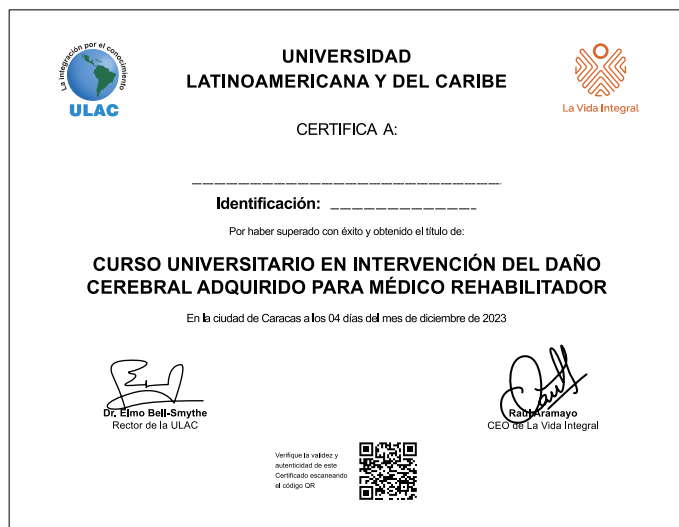 La integración por el conocimiento
ULAC
UNIVERSIDAD
LATINOAMERICANA Y DEL CARIBE
La Vida Integral
CERTIFICA A:
Identificación:
Por haber superado con éxito y obtenido el título de:
CURSO UNIVERSITARIO EN INTERVENCIÓN DEL DAÑO
CEREBRAL ADQUIRIDO PARA MÉDICO REHABILITADOR
En la ciudad de Caracas a los 04 días del mes de diciembre de 2023
Dr. Elmo Bell-Smythe
Rector de la ULAC
Raúl Aramayo
CEO de La Vida Integral
Verifique la validez y
autenticidad de este
Certificado escaneando
el código QR